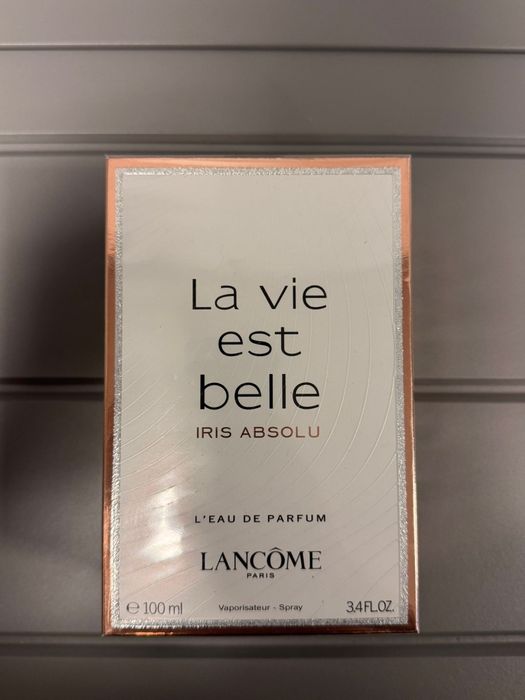 La vie
est
belle
IRIS ABSOLU
L'EAU DE PARFUM
LANCÔME
PARIS
℮ 100 ml Vaporisateur - Spray 3.4 FL.OZ.